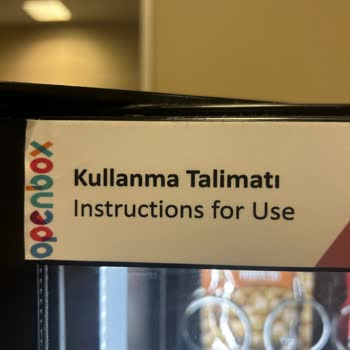 openbox
Kullanma Talimatı
Instructions for Use